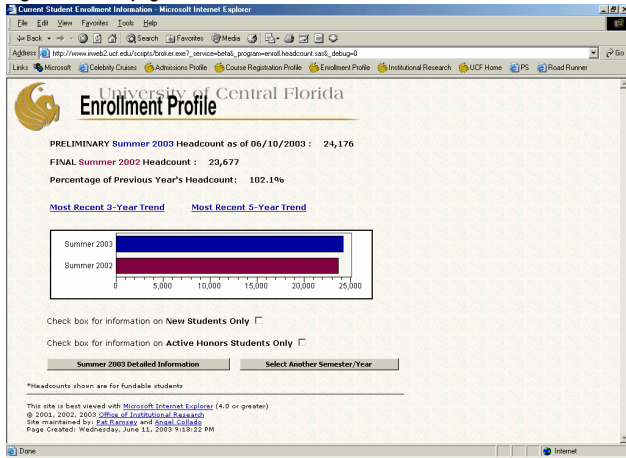 Current Student Enrollment Information - Microsoft Internet Explorer
File Edit View Favorites Tools Help
Back Search Favorites Media
Address http://www.irweb2.ucf.edu/scripts/broker.exe?_service=beta&_program=enroll.headcount.sas&_debug=0 Go
Links Microsoft Celebrity Cruises Admissions Profile Course Registration Profile Enrollment Profile Institutional Research UCF Home PS Road Runner
University of Central Florida
Enrollment Profile
PRELIMINARY Summer 2003 Headcount as of 06/10/2003 : 24,176
FINAL Summer 2002 Headcount : 23,677
Percentage of Previous Year's Headcount: 102.1%
Most Recent 3-Year Trend Most Recent 5-Year Trend
Summer 2003
Summer 2002
0 5,000 10,000 15,000 20,000 25,000
Check box for information on New Students Only
Check box for information on Active Honors Students Only
Summer 2003 Detailed Information Select Another Semester/Year
*Headcounts shown are for fundable students
This site is best viewed with Microsoft Internet Explorer (4.0 or greater)
© 2001, 2002, 2003 Office of Institutional Research
Site maintained by: Pat Ramsey and Angel Collado
Page Created: Wednesday, June 11, 2003 9:18:22 PM
Done Internet